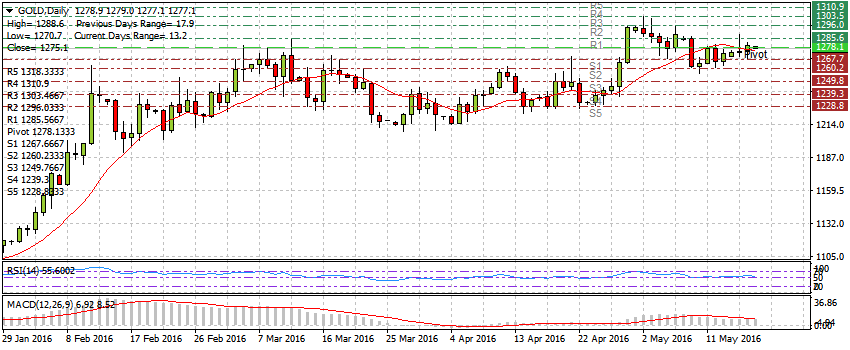 GOLD,Daily 1278.9 1279.0 1277.1 1277.1
High= 1288.6 Previous Days Range= 17.9
Low= 1270.7 Current Days Range= 13.2
Close= 1275.1
R5 1318.3333
R4 1310.9
R3 1303.4667
R2 1296.0333
R1 1285.5667
Pivot 1278.1333
S1 1267.6667
S2 1260.2333
S3 1249.7667
S4 1239.3
S5 1228.8333
R5
R4
R3
R2
R1
S1
S2
S3
S5
Pivot
1310.9
1303.5
1296.0
1285.6
1278.1
1267.7
1260.2
1249.8
1239.3
1228.8
1214.0
1187.0
1159.5
1132.0
1105.0
RSI(14) 55.6002
100
50
MACD(12,26,9) 6.92 8.52
36.86
0.00
29 Jan 2016 8 Feb 2016 17 Feb 2016 26 Feb 2016 7 Mar 2016 16 Mar 2016 25 Mar 2016 4 Apr 2016 13 Apr 2016 22 Apr 2016 2 May 2016 11 May 2016